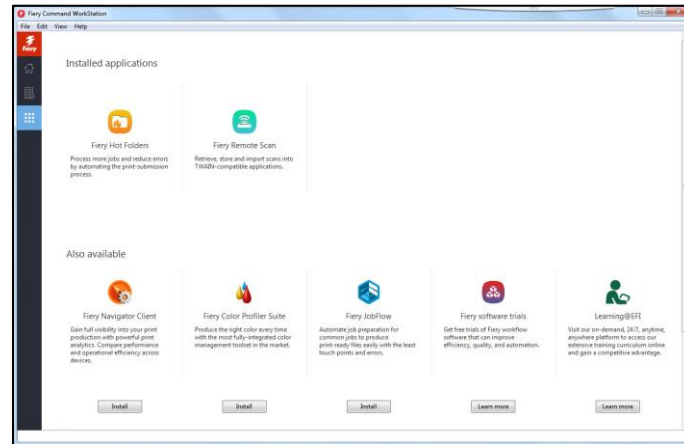 Fiery Command WorkStation
File Edit View Help
Fiery
Installed applications
Fiery Hot Folders
Process more jobs and reduce errors
by automating the print-submission
process.
Fiery Remote Scan
Retrieve, store and import scans into
TWAIN-compatible applications.
Also available
Fiery Navigator Client
Gain full visibility into your print
production with powerful print
analytics. Compare performance
and operational efficiency across
devices.
Install
Fiery Color Profiler Suite
Produce the right color every time
with the most fully-integrated color
management toolset in the market.
Install
Fiery JobFlow
Automate job preparation for
common jobs to produce
print-ready files easily with the least
touch points and errors.
Install
Fiery software trials
Get free trials of Fiery workflow
software that can improve
efficiency, quality, and automation.
Learn more
Learning@EFI
Visit our on-demand, 24/7, anytime,
anywhere platform to access our
extensive training curriculum online
and gain a competitive advantage.
Learn more